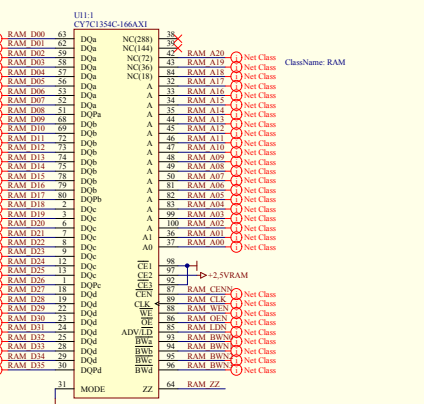 U11:1
CY7C1354C-166AXI
RAM_D00 63 DQa NC(288) 38
RAM_D01 62 DQa NC(144) 39
RAM_D02 59 DQa NC(72) 42 RAM_A20 Net Class
RAM_D03 58 DQa NC(36) 43 RAM_A19 Net Class ClassName: RAM
RAM_D04 57 DQa NC(18) 84 RAM_A18 Net Class
RAM_D05 56 DQa A 32 RAM_A17 Net Class
RAM_D06 53 DQa A 33 RAM_A16 Net Class
RAM_D07 52 DQa A 34 RAM_A15 Net Class
RAM_D08 51 DQPa A 35 RAM_A14 Net Class
RAM_D09 68 DQb A 44 RAM_A13 Net Class
RAM_D10 69 DQb A 45 RAM_A12 Net Class
RAM_D11 72 DQb A 46 RAM_A11 Net Class
RAM_D12 73 DQb A 47 RAM_A10 Net Class
RAM_D13 74 DQb A 48 RAM_A09 Net Class
RAM_D14 75 DQb A 49 RAM_A08 Net Class
RAM_D15 78 DQb A 50 RAM_A07 Net Class
RAM_D16 79 DQb A 81 RAM_A06 Net Class
RAM_D17 80 DQPb A 82 RAM_A05 Net Class
RAM_D18 2 DQc A 83 RAM_A04 Net Class
RAM_D19 3 DQc A 99 RAM_A03 Net Class
RAM_D20 6 DQc A 100 RAM_A02 Net Class
RAM_D21 7 DQc A1 36 RAM_A01 Net Class
RAM_D22 8 DQc A0 37 RAM_A00 Net Class
RAM_D23 9 DQc
RAM_D24 12 DQc CE1 98
RAM_D25 13 DQc CE2 97 +2,5VRAM
RAM_D26 1 DQPc CE3 92
RAM_D27 18 DQd CEN 87 RAM_CENN Net Class
RAM_D28 19 DQd CLK 89 RAM_CLK Net Class
RAM_D29 22 DQd WE 88 RAM_WEN Net Class
RAM_D30 23 DQd OE 86 RAM_OEN Net Class
RAM_D31 24 DQd ADV/LD 85 RAM_LDN Net Class
RAM_D32 25 DQd BWa 93 Net Class
RAM_D33 28 DQd BWb 94 Net Class
RAM_D34 29 DQd BWc 95 Net Class
RAM_D35 30 DQPd BWd 96 Net Class
31 MODE ZZ 64 RAM_ZZ